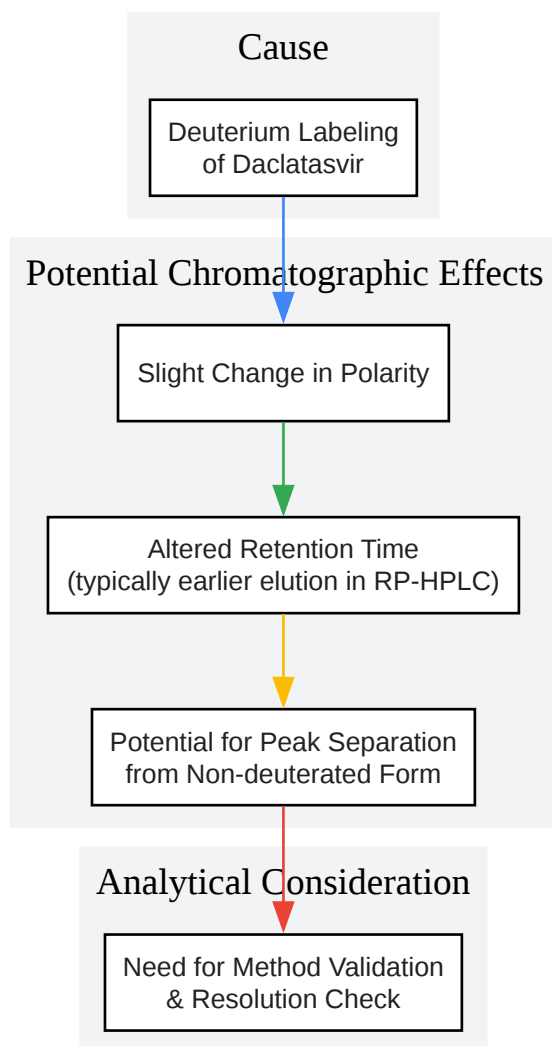 Cause
Deuterium Labeling
of Daclatasvir
Potential Chromatographic Effects
Slight Change in Polarity
Altered Retention Time
(typically earlier elution in RP-HPLC)
Potential for Peak Separation
from Non-deuterated Form
Analytical Consideration
Need for Method Validation
& Resolution Check